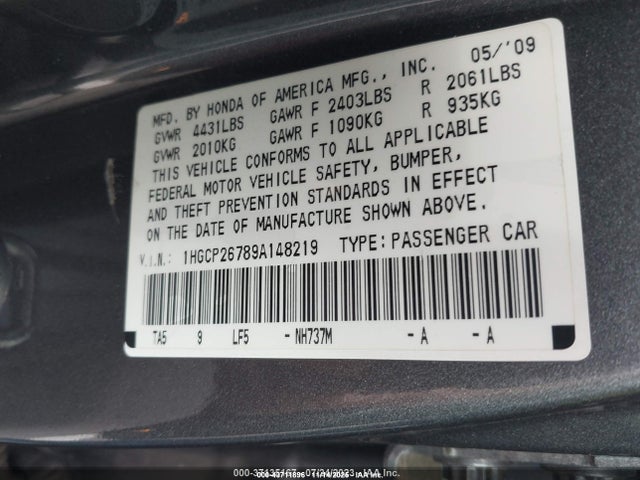 MFD. BY HONDA OF AMERICA MFG., INC. 05/'09
GVWR 4431LBS GAWR F 2403LBS R 2061LBS
GVWR 2010KG GAWR F 1090KG R 935KG
THIS VEHICLE CONFORMS TO ALL APPLICABLE
FEDERAL MOTOR VEHICLE SAFETY, BUMPER,
AND THEFT PREVENTION STANDARDS IN EFFECT
ON THE DATE OF MANUFACTURE SHOWN ABOVE.
V.I.N. 1HGCP26789A148219 TYPE:PASSENGER CAR
TA5 9 LF5 -NH737M -A -A